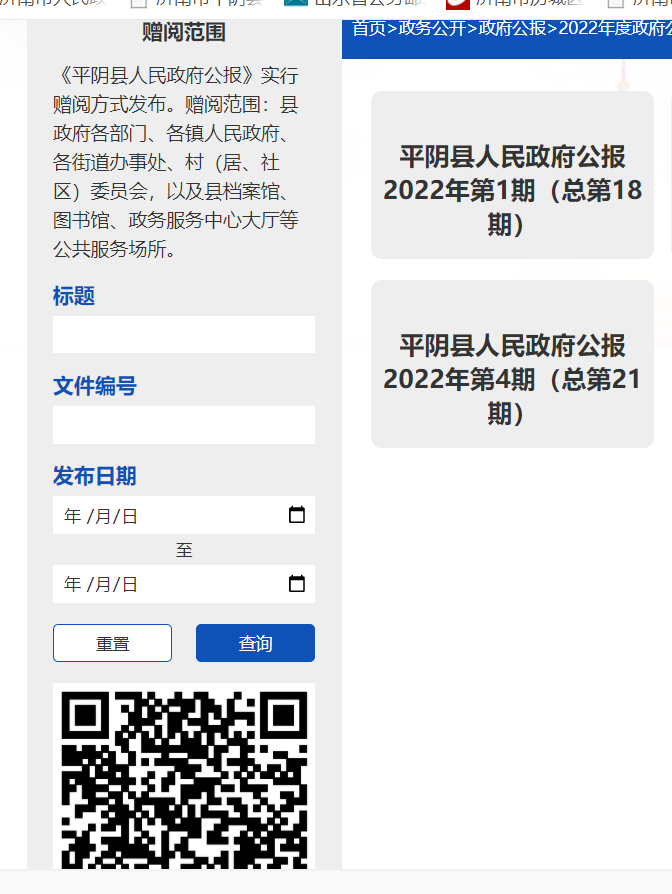 赠阅范围
《平阴县人民政府公报》实行
赠阅方式发布。赠阅范围：县
政府各部门、各镇人民政府、
各街道办事处、村（居、社
区）委员会，以及县档案馆、
图书馆、政务服务中心大厅等
公共服务场所。
标题
文件编号
发布日期
年 /月/日
至
年 /月/日
重置
查询
首页>政务公开>政府公报>2022年度政府公
平阴县人民政府公报
2022年第1期（总第18
期）
平阴县人民政府公报
2022年第4期（总第21
期）